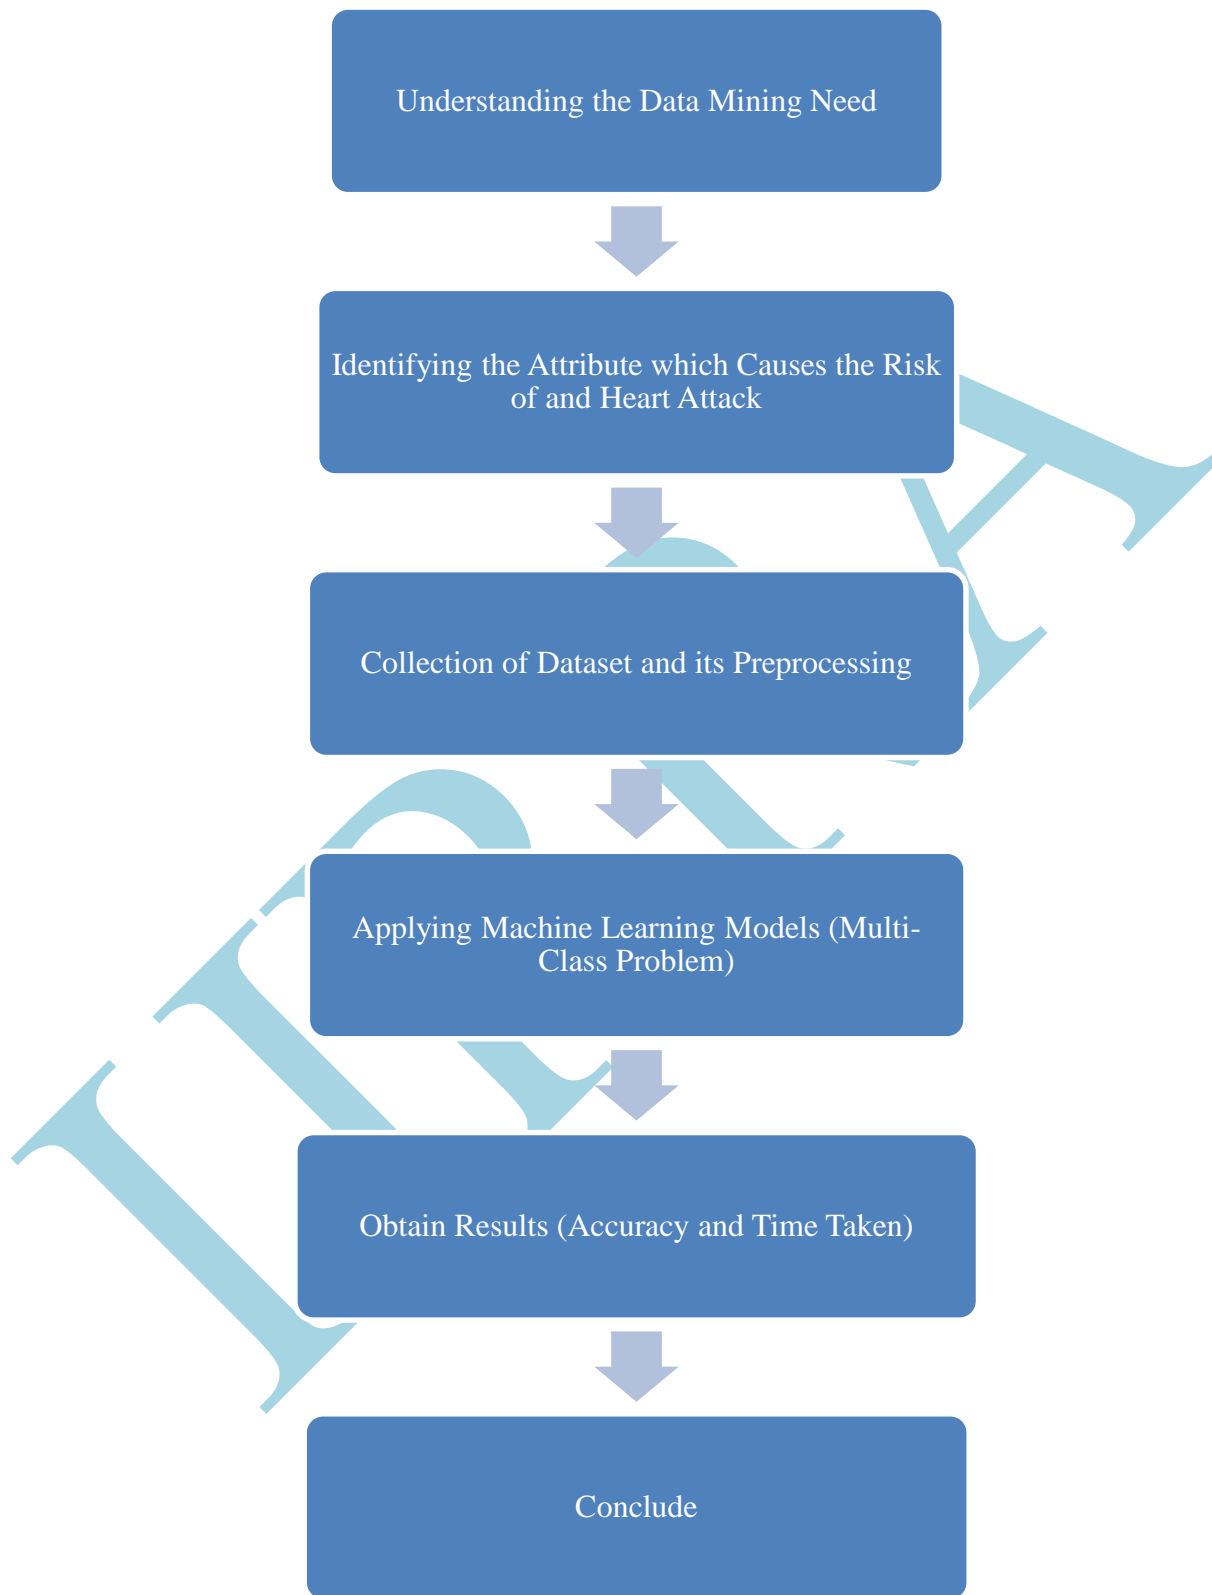 Understanding the Data Mining Need
Identifying the Attribute which Causes the Risk
of and Heart Attack
Collection of Dataset and its Preprocessing
Applying Machine Learning Models (Multi-
Class Problem)
Obtain Results (Accuracy and Time Taken)
Conclude